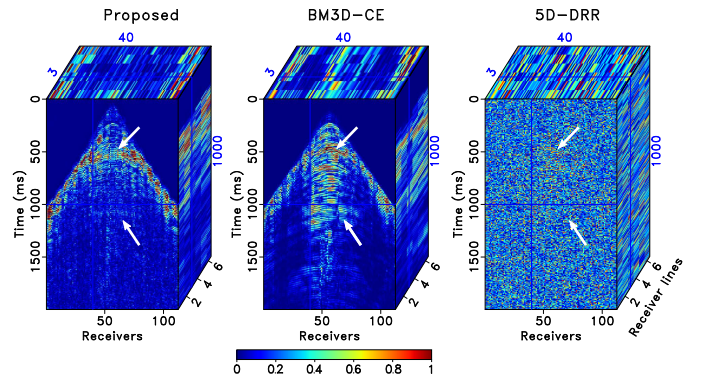 Proposed BM3D-CE 5D-DRR
40 40 40
3 3 3
0 0 0
500 500 500
1000 1000 1000
1000 1000 1000
1500 1500 1500
Time (ms) Time (ms) Time (ms)
2 4 6 2 4 6 2 4 6
Receiver lines
50 100 50 100 50 100
Receivers Receivers Receivers
0 0.2 0.4 0.6 0.8 1